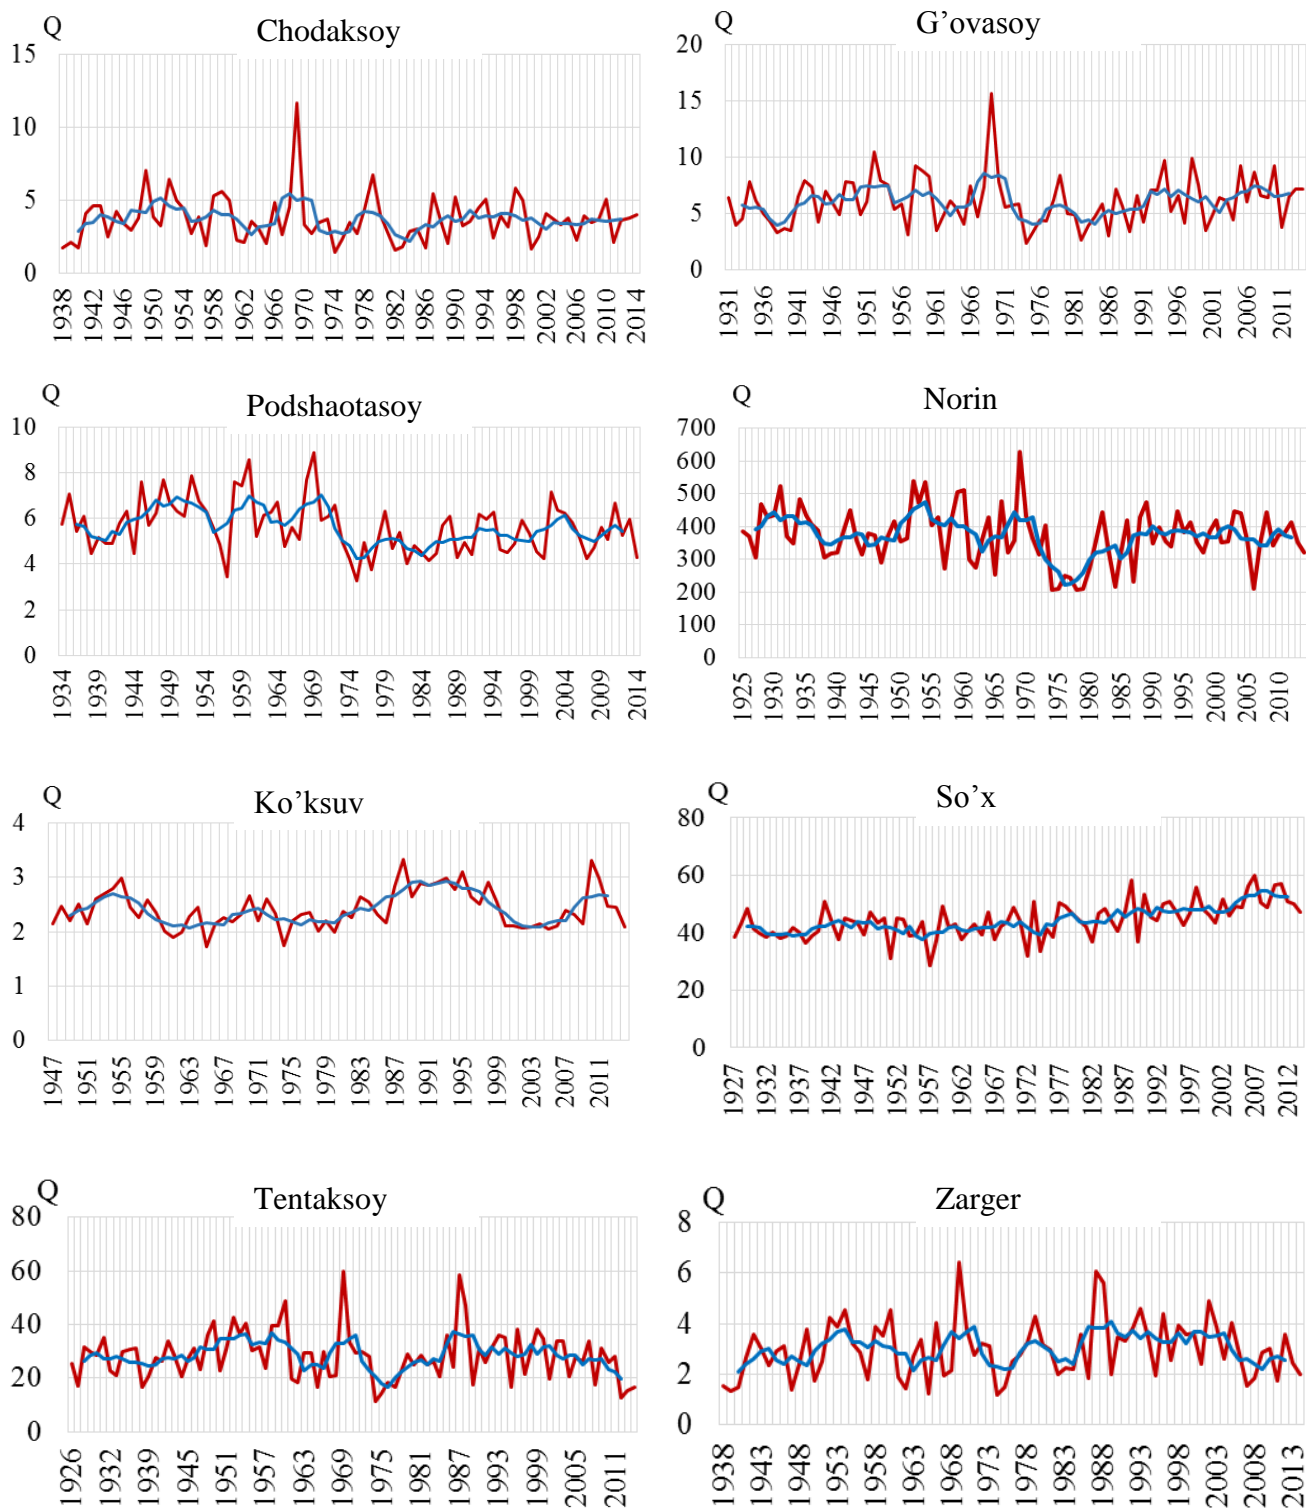 Q
Chodaksoy
15
10
5
0
1938 1942 1946 1950 1954 1958 1962 1966 1970 1974 1978 1982 1986 1990 1994 1998 2002 2006 2010 2014
Q
G’ovasoy
20
15
10
5
0
1931 1936 1941 1946 1951 1956 1961 1966 1971 1976 1981 1986 1991 1996 2001 2006 2011
Q
Podshaotasoy
10
8
6
4
2
0
1934 1939 1944 1949 1954 1959 1964 1969 1974 1979 1984 1989 1994 1999 2004 2009 2014
Q
Norin
700
600
500
400
300
200
100
0
1925 1930 1935 1940 1945 1950 1955 1960 1965 1970 1975 1980 1985 1990 1995 2000 2005 2010
Q
Ko’ksuv
4
3
2
1
0
1947 1951 1955 1959 1963 1967 1971 1975 1979 1983 1987 1991 1995 1999 2003 2007 2011
Q
So’x
80
60
40
20
0
1927 1932 1937 1942 1947 1952 1957 1962 1967 1972 1977 1982 1987 1992 1997 2002 2007 2012
Q
Tentaksoy
80
60
40
20
0
1926 1932 1939 1945 1951 1957 1963 1969 1975 1981 1987 1993 1999 2005 2011
Q
Zarger
8
6
4
2
0
1938 1943 1948 1953 1958 1963 1968 1973 1978 1983 1988 1993 1998 2003 2008 2013